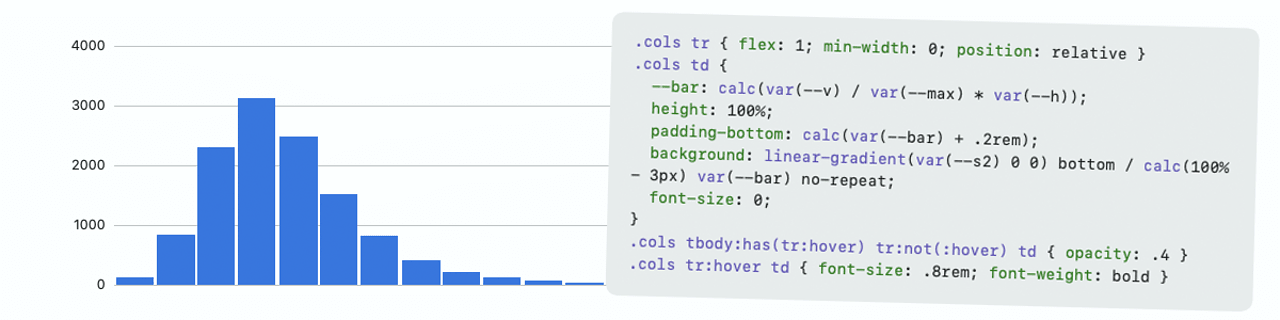 4000
3000
2000
1000
0
.cols tr { flex: 1; min-width: 0; position: relative }
.cols td {
  --bar: calc(var(--v) / var(--max) * var(--h));
  height: 100%;
  padding-bottom: calc(var(--bar) + .2rem);
  background: linear-gradient(var(--s2) 0 0) bottom / calc(100%
- 3px) var(--bar) no-repeat;
  font-size: 0;
}
.cols tbody:has(tr:hover) tr:not(:hover) td { opacity: .4 }
.cols tr:hover td { font-size: .8rem; font-weight: bold }